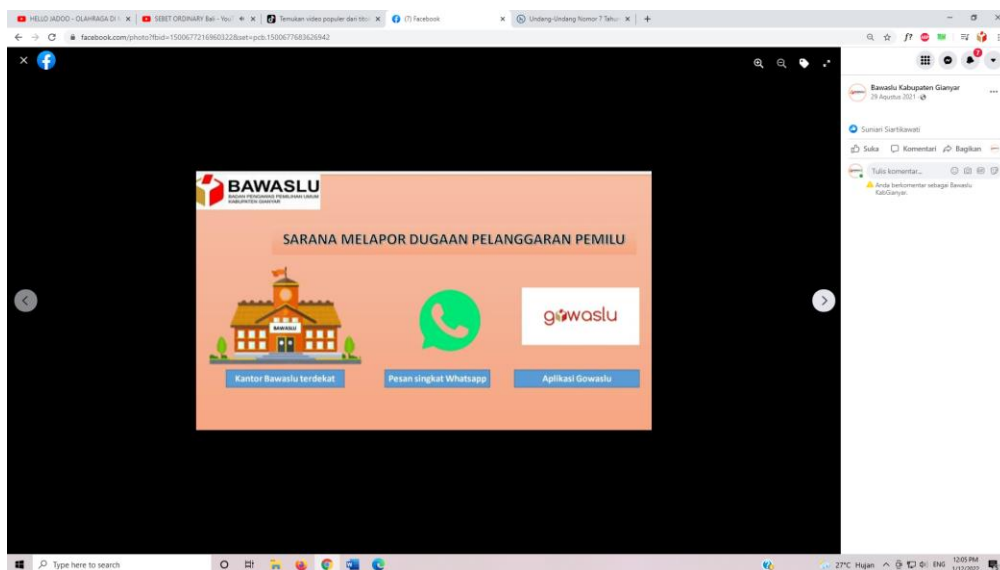 HELLO JADOO - OLAHRAGA DI
SEBET ORDINARY Bali - You
Temukan video populer dari
(7) Facebook
Undang-Undang Nomor 7 Tahu
facebook.com/photo?fbid=1500677216960322&set=pcb.1500677683626942
Bawaslu Kabupaten Gianyar
29 Agustus 2021
Suniari Siartikawati
Suka Komentari Bagikan
Tulis komentar...
Anda berkomentar sebagai Bawaslu
KabGianyar.
BAWASLU
BADAN PENGAWAS PEMILIHAN UMUM
KABUPATEN GIANYAR
SARANA MELAPOR DUGAAN PELANGGARAN PEMILU
BAWASLU
gowaslu
Kantor Bawaslu terdekat
Pesan singkat Whatsapp
Aplikasi Gowaslu
Type here to search
27°C Hujan
ENG
12:05 PM